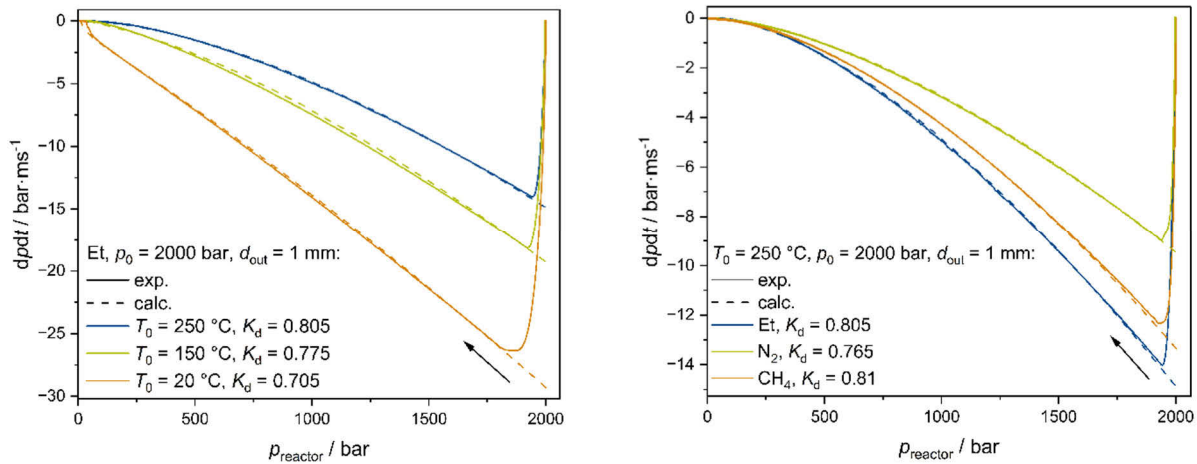 0
−5
−10
−15
−20
−25
−30
dpdt / bar·ms⁻¹
Et, p₀ = 2000 bar, d_out = 1 mm:
exp.
calc.
T₀ = 250 °C, K_d = 0.805
T₀ = 150 °C, K_d = 0.775
T₀ = 20 °C, K_d = 0.705
0 500 1000 1500 2000
p_reactor / bar
0
−2
−4
−6
−8
−10
−12
−14
dpdt / bar·ms⁻¹
T₀ = 250 °C, p₀ = 2000 bar, d_out = 1 mm:
exp.
calc.
Et, K_d = 0.805
N₂, K_d = 0.765
CH₄, K_d = 0.81
0 500 1000 1500 2000
p_reactor / bar